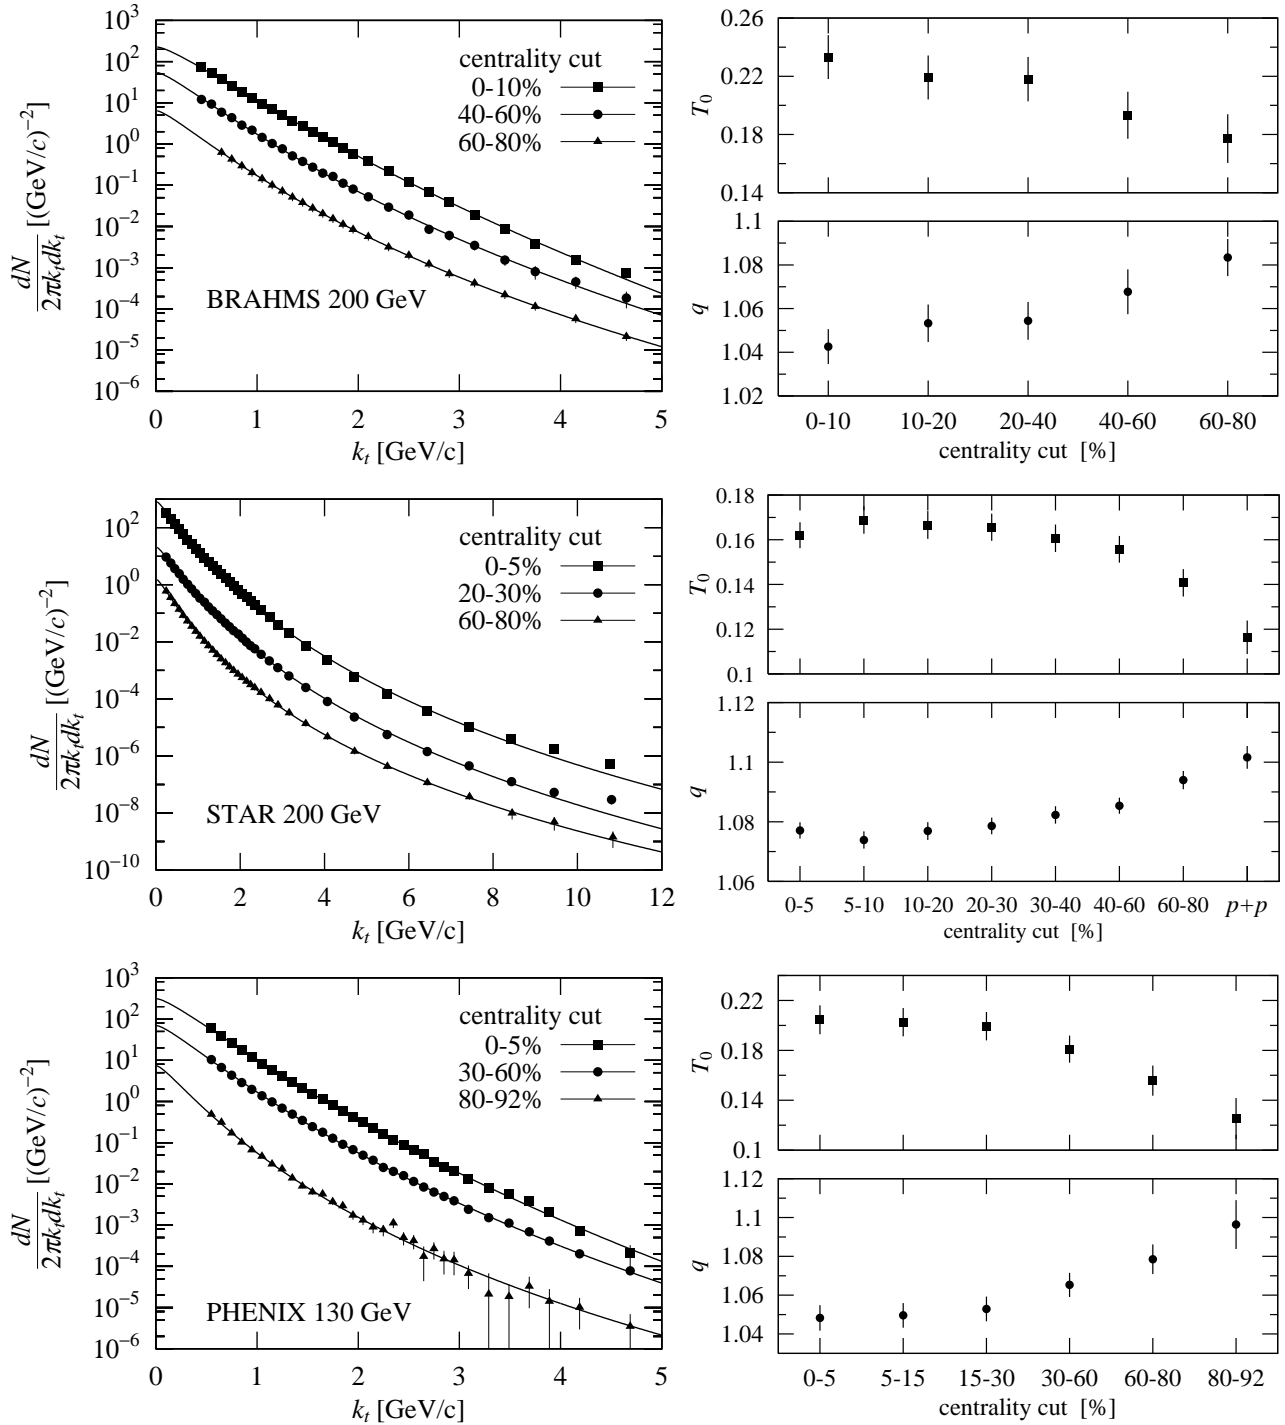 10^3
10^2
10^1
10^0
10^−1
10^−2
10^−3
10^−4
10^−5
10^−6
dN
2πk_t dk_t
[(GeV/c)^−2]
centrality cut
0-10%
40-60%
60-80%
BRAHMS 200 GeV
0 1 2 3 4 5
k_t [GeV/c]
0.26
0.22
0.18
0.14
T_0
1.1
1.08
1.06
1.04
1.02
q
0-10 10-20 20-40 40-60 60-80
centrality cut [%]
10^2
10^0
10^−2
10^−4
10^−6
10^−8
10^−10
dN
2πk_t dk_t
[(GeV/c)^−2]
centrality cut
0-5%
20-30%
60-80%
STAR 200 GeV
0 2 4 6 8 10 12
k_t [GeV/c]
0.18
0.16
0.14
0.12
0.1
T_0
1.12
1.1
1.08
1.06
q
0-5 5-10 10-20 20-30 30-40 40-60 60-80 p+p
centrality cut [%]
10^3
10^2
10^1
10^0
10^−1
10^−2
10^−3
10^−4
10^−5
10^−6
dN
2πk_t dk_t
[(GeV/c)^−2]
centrality cut
0-5%
30-60%
80-92%
PHENIX 130 GeV
0 1 2 3 4 5
k_t [GeV/c]
0.22
0.18
0.14
0.1
T_0
1.12
1.1
1.08
1.06
1.04
q
0-5 5-15 15-30 30-60 60-80 80-92
centrality cut [%]